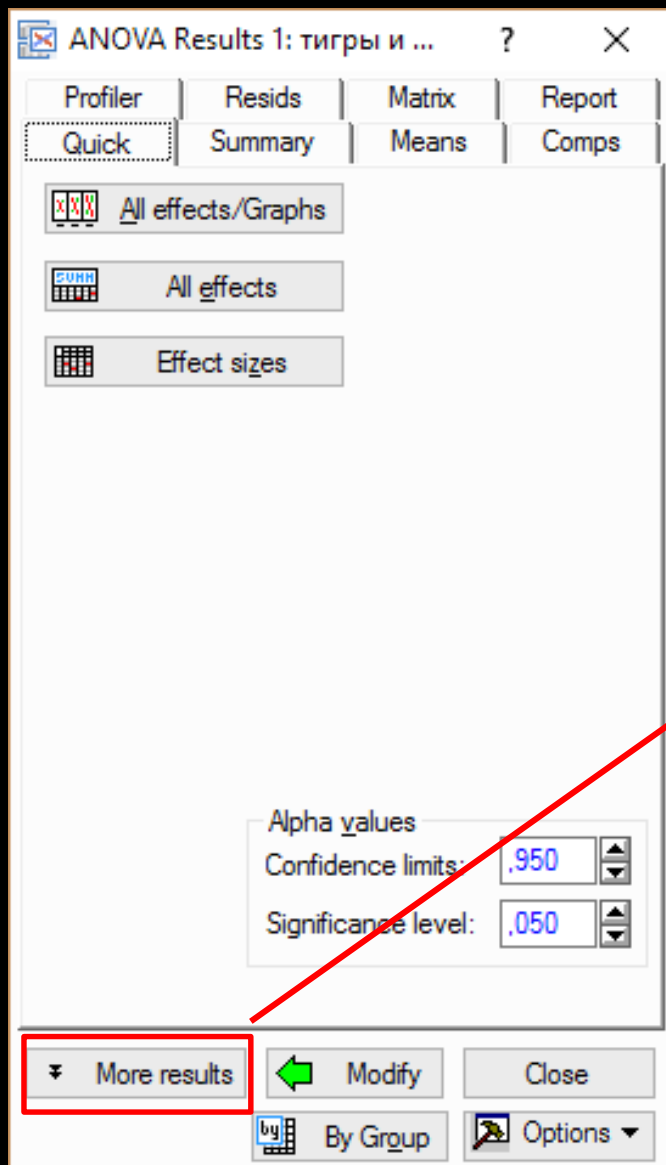 ANOVA Results 1: тигры и ... ?
Profiler Resids Matrix Report
Quick Summary Means Comps
All effects/Graphs
All effects
Effect sizes
Alpha values
Confidence limits: ,950
Significance level: ,050
More results Modify Close
by By Group Options